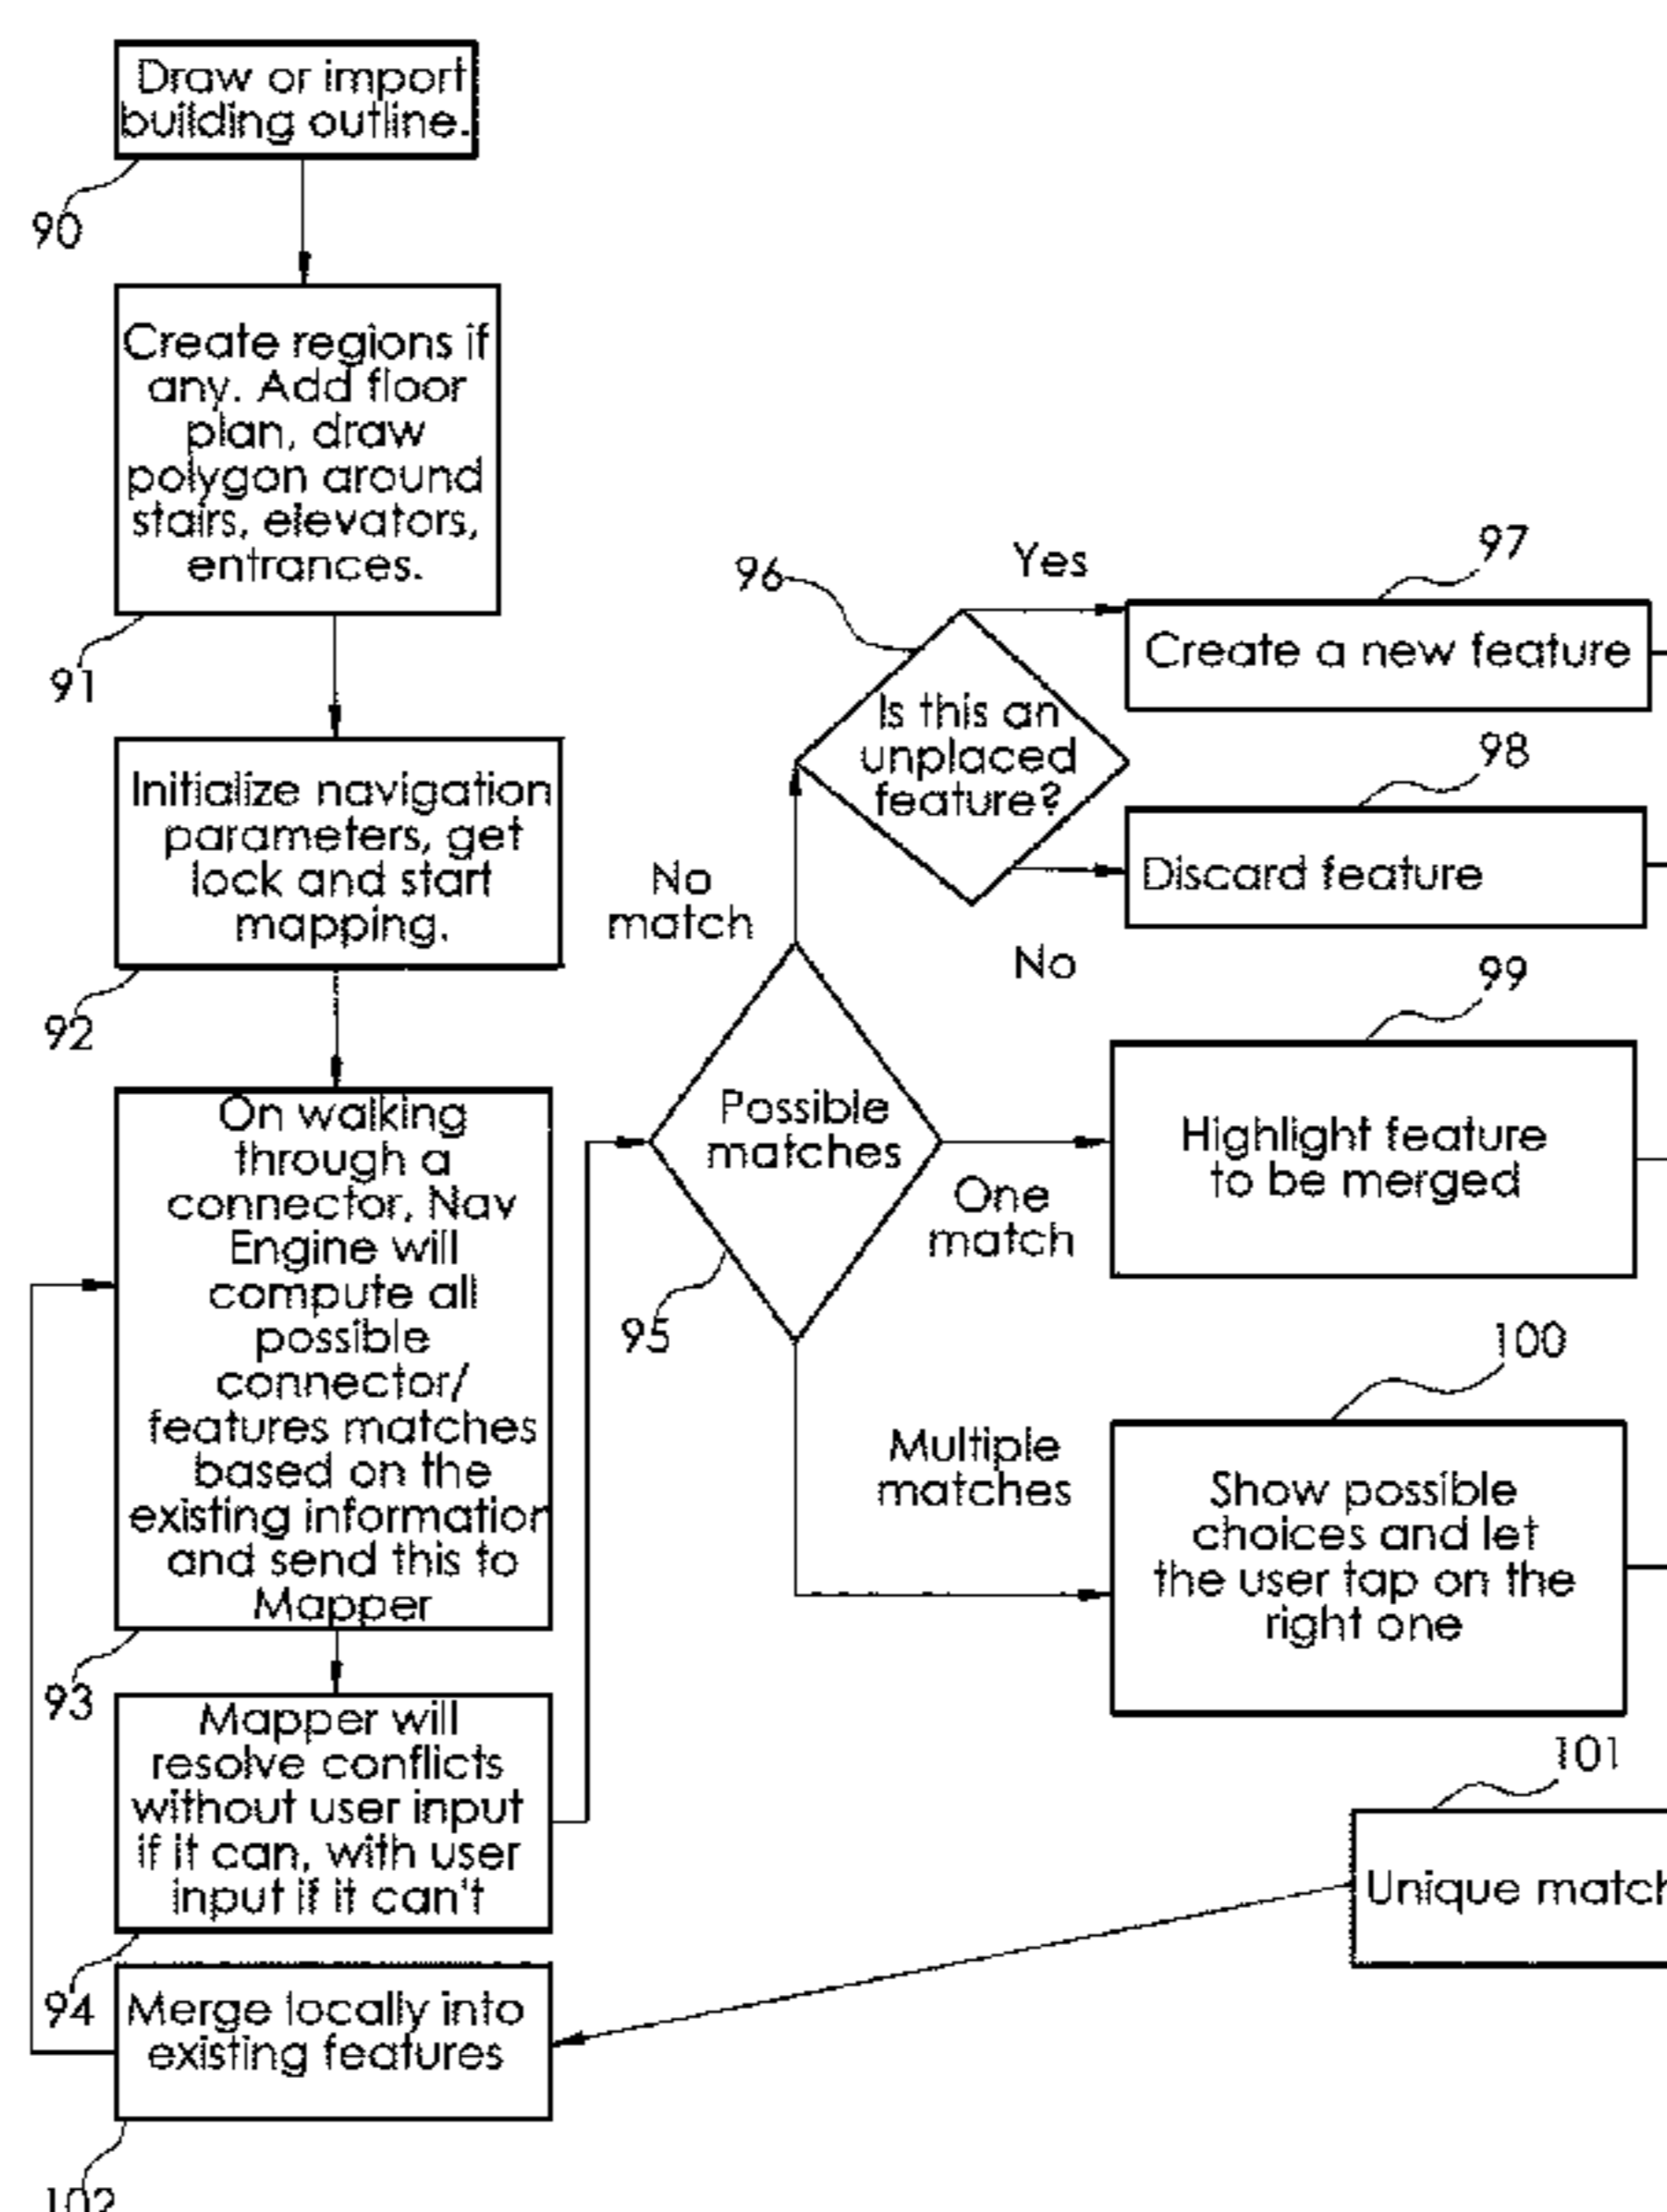 Draw or import
building outline.
90
Create regions if
any. Add floor
plan, draw
polygon around
stairs, elevators,
entrances.
91
Initialize navigation
parameters, get
lock and start
mapping.
92
On walking
through a
connector, Nav
Engine will
compute all
possible
connector/
features matches
based on the
existing information
and send this to
Mapper
93
Mapper will
resolve conflicts
without user input
if it can, with user
input if it can't
94
Merge locally into
existing features
102
Possible
matches
95
No
match
One
match
Multiple
matches
96
Is this an
unplaced
feature?
Yes
No
97
Create a new feature
98
Discard feature
99
Highlight feature
to be merged
100
Show possible
choices and let
the user tap on the
right one
101
Unique match